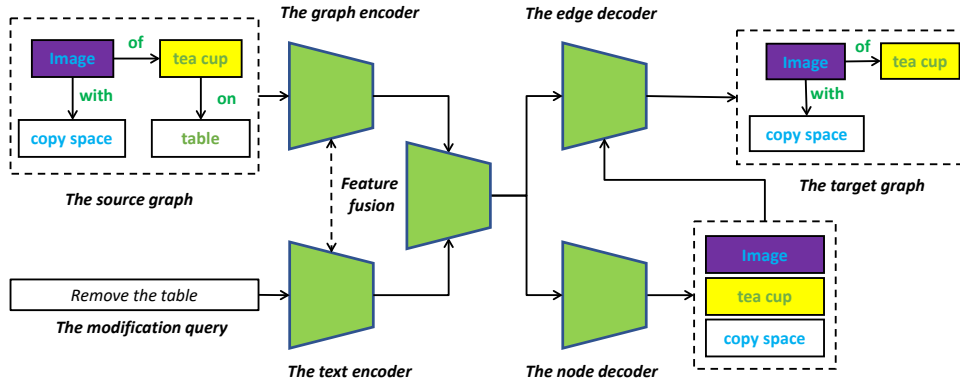 The graph encoder
The edge decoder
Image
of
tea cup
with
on
copy space
table
The source graph
Feature
fusion
Image
of
tea cup
with
copy space
The target graph
Remove the table
The modification query
Image
tea cup
copy space
The text encoder
The node decoder